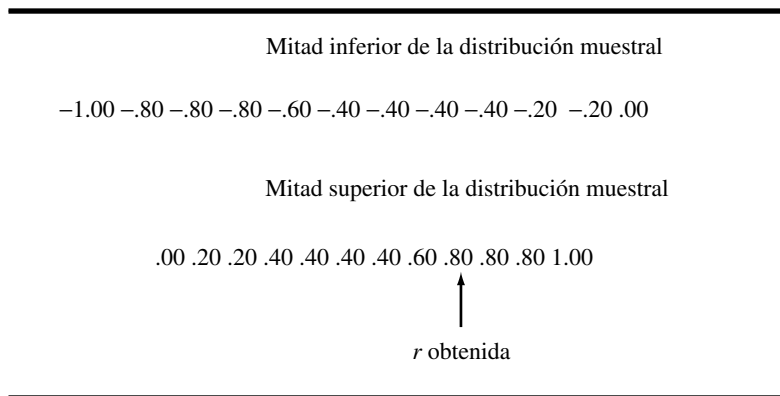 Mitad inferior de la distribución muestral
–1.00 –.80 –.80 –.80 –.60 –.40 –.40 –.40 –.40 –.20 –.20 .00
Mitad superior de la distribución muestral
.00 .20 .20 .40 .40 .40 .40 .60 .80 .80 .80 1.00
r obtenida